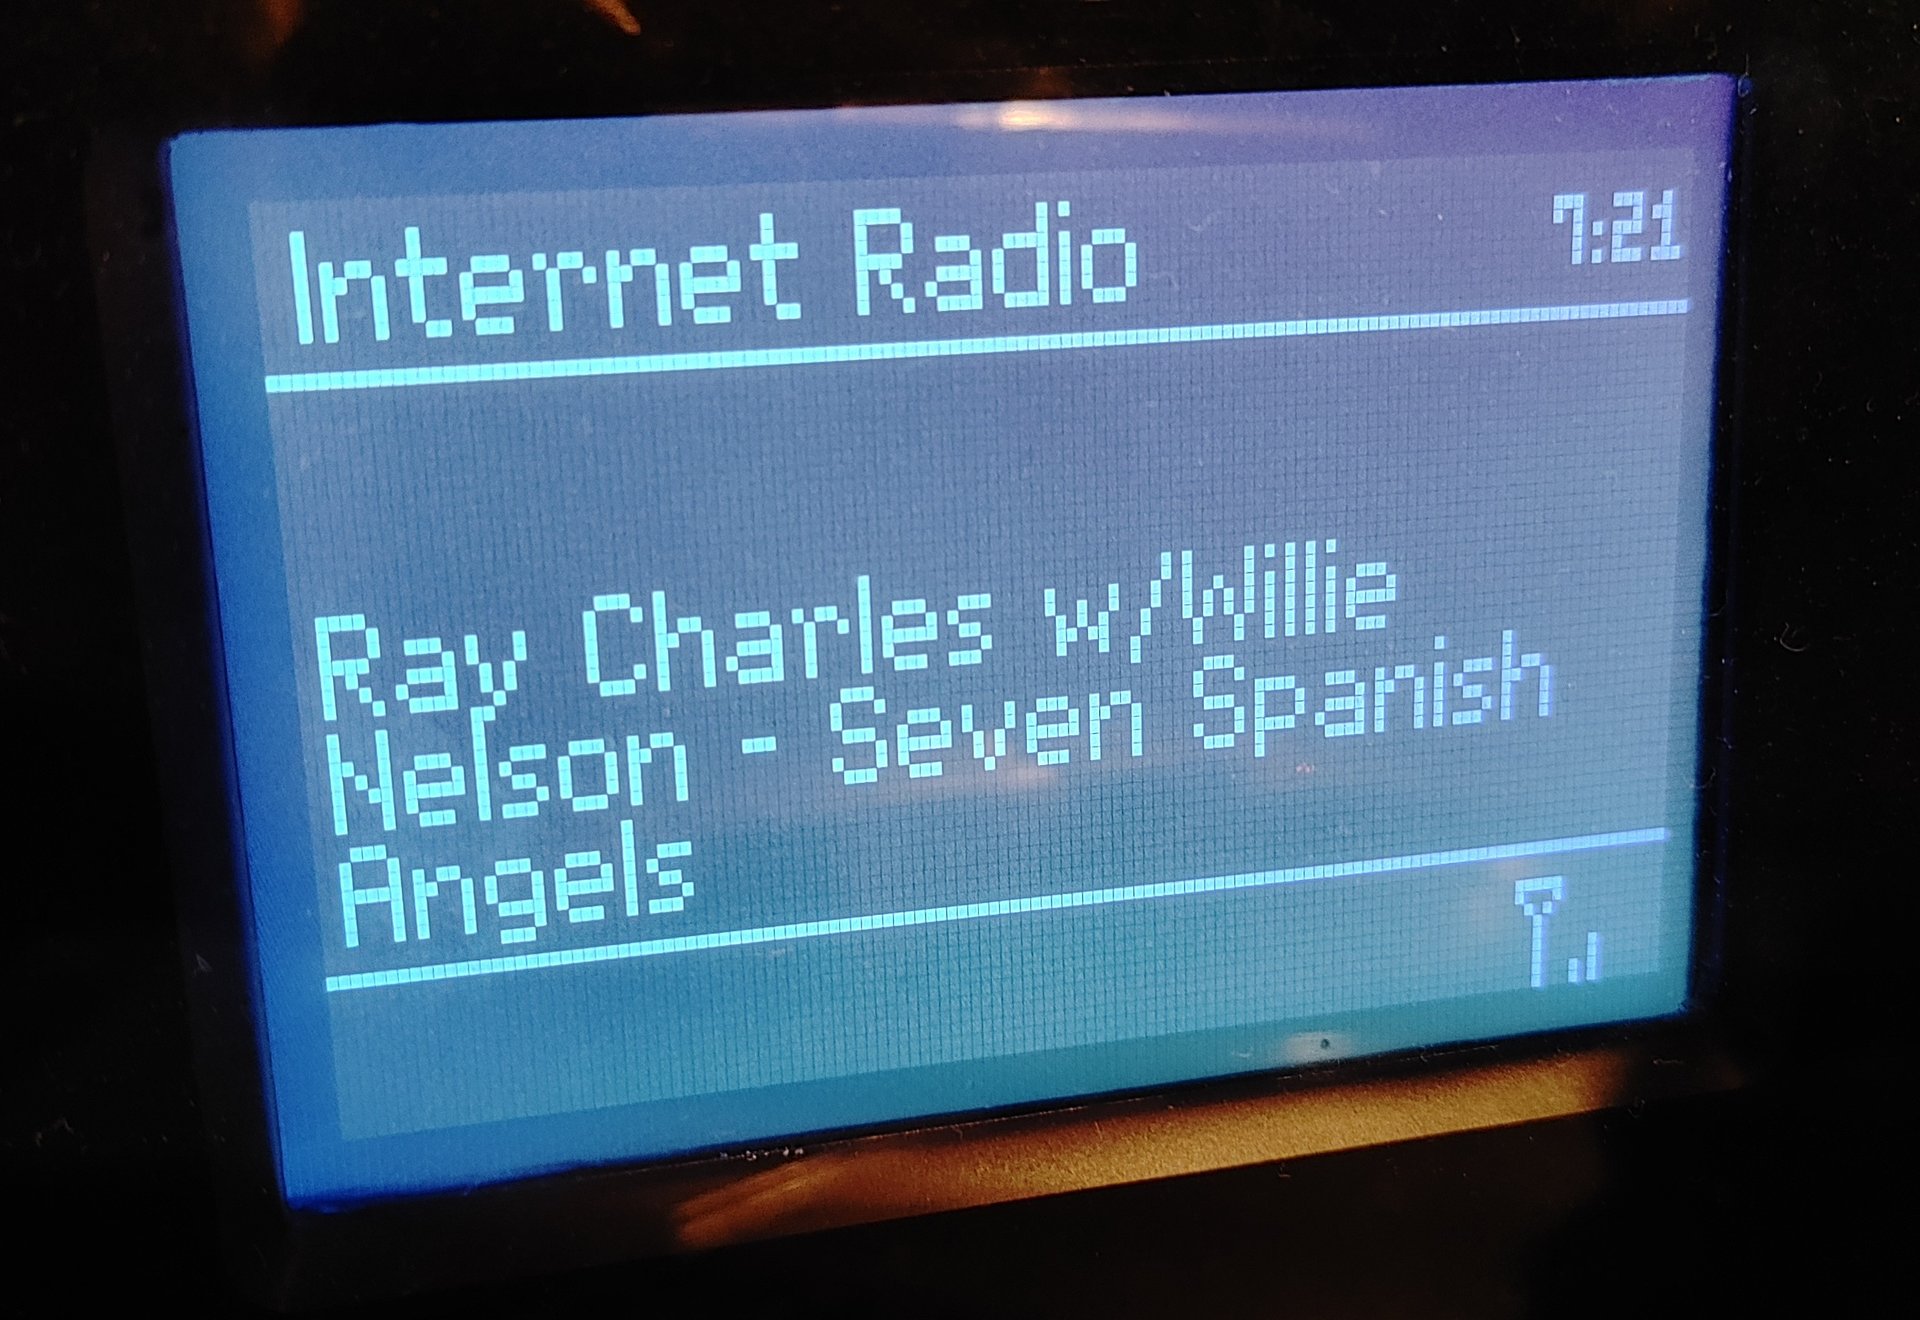 Internet Radio 7:21
Ray Charles w/Willie
Nelson - Seven Spanish
Angels